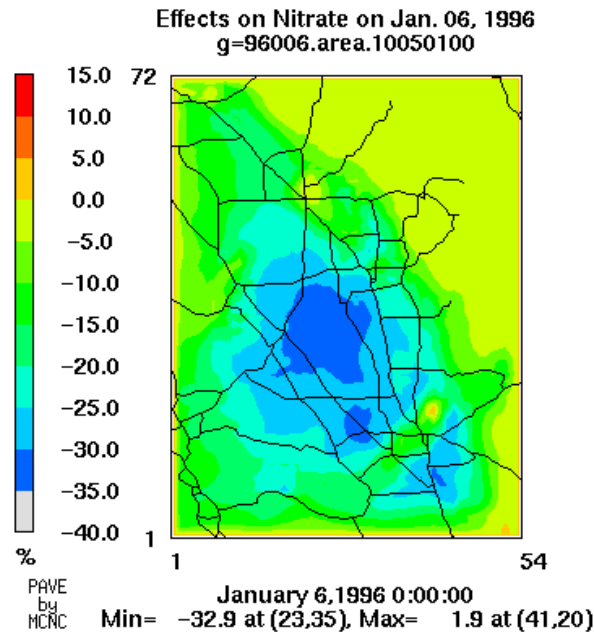 Effects on Nitrate on Jan. 06, 1996
g=96006.area.10050100
15.0
10.0
5.0
0.0
−5.0
−10.0
−15.0
−20.0
−25.0
−30.0
−35.0
−40.0
%
72
1
1
54
PAVE
by
MCNC
January 6,1996 0:00:00
Min= −32.9 at (23,35), Max= 1.9 at (41,20)